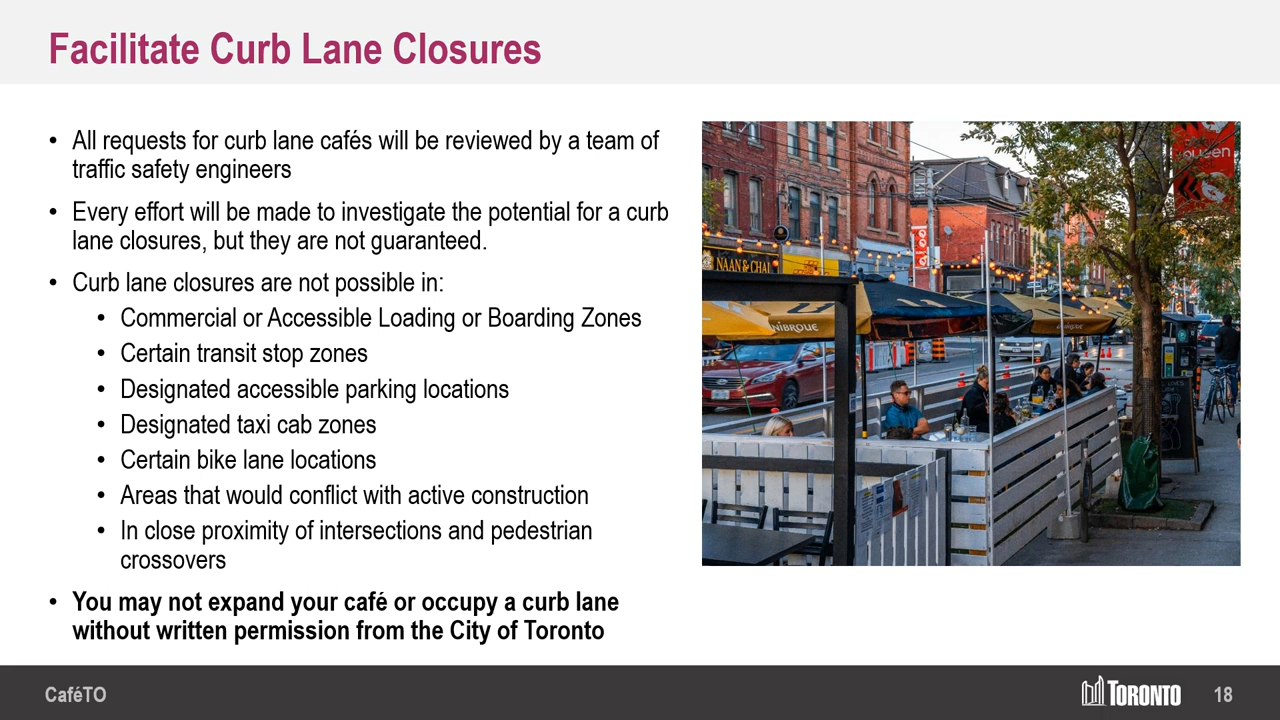 Facilitate Curb Lane Closures
• All requests for curb lane cafés will be reviewed by a team of
traffic safety engineers
• Every effort will be made to investigate the potential for a curb
lane closures, but they are not guaranteed.
• Curb lane closures are not possible in:
• Commercial or Accessible Loading or Boarding Zones
• Certain transit stop zones
• Designated accessible parking locations
• Designated taxi cab zones
• Certain bike lane locations
• Areas that would conflict with active construction
• In close proximity of intersections and pedestrian
crossovers
• You may not expand your café or occupy a curb lane
without written permission from the City of Toronto
NAAN & CHAI
NIBROUE
CaféTO
TORONTO
18